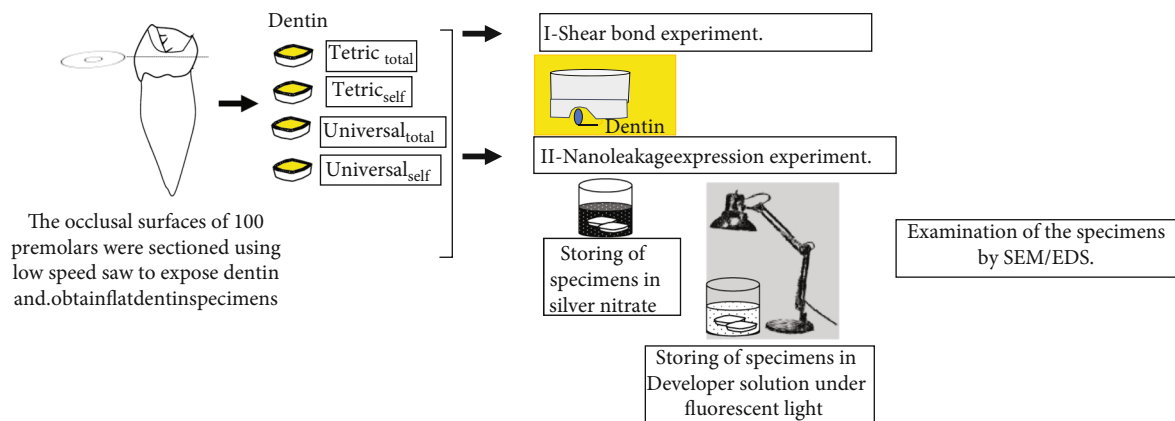 The occlusal surfaces of 100
premolars were sectioned using
low speed saw to expose dentin
and.obtainflatdentinspecimens
Dentin
Tetric total
Tetric self
Universal total
Universal self
I-Shear bond experiment.
Dentin
II-Nanoleakageexpression experiment.
Storing of
specimens in
silver nitrate
Storing of specimens in
Developer solution under
fluorescent light
Examination of the specimens
by SEM/EDS.